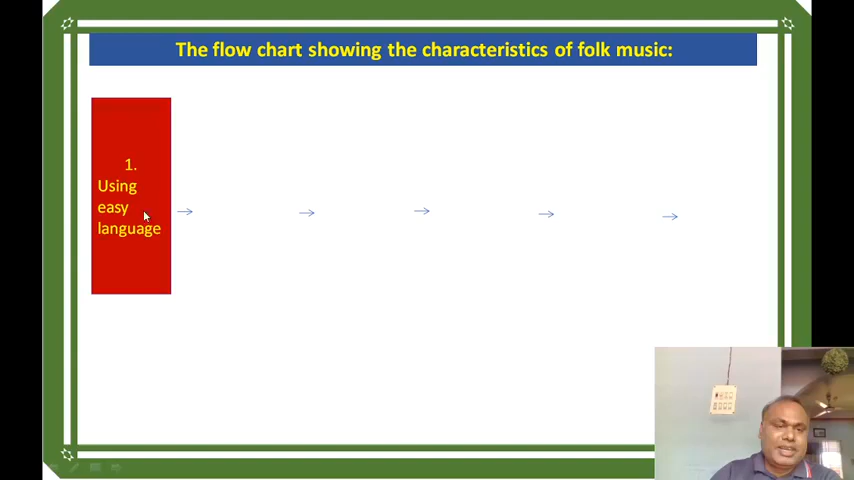 The flow chart showing the characteristics of folk music:
1.
Using
easy
language